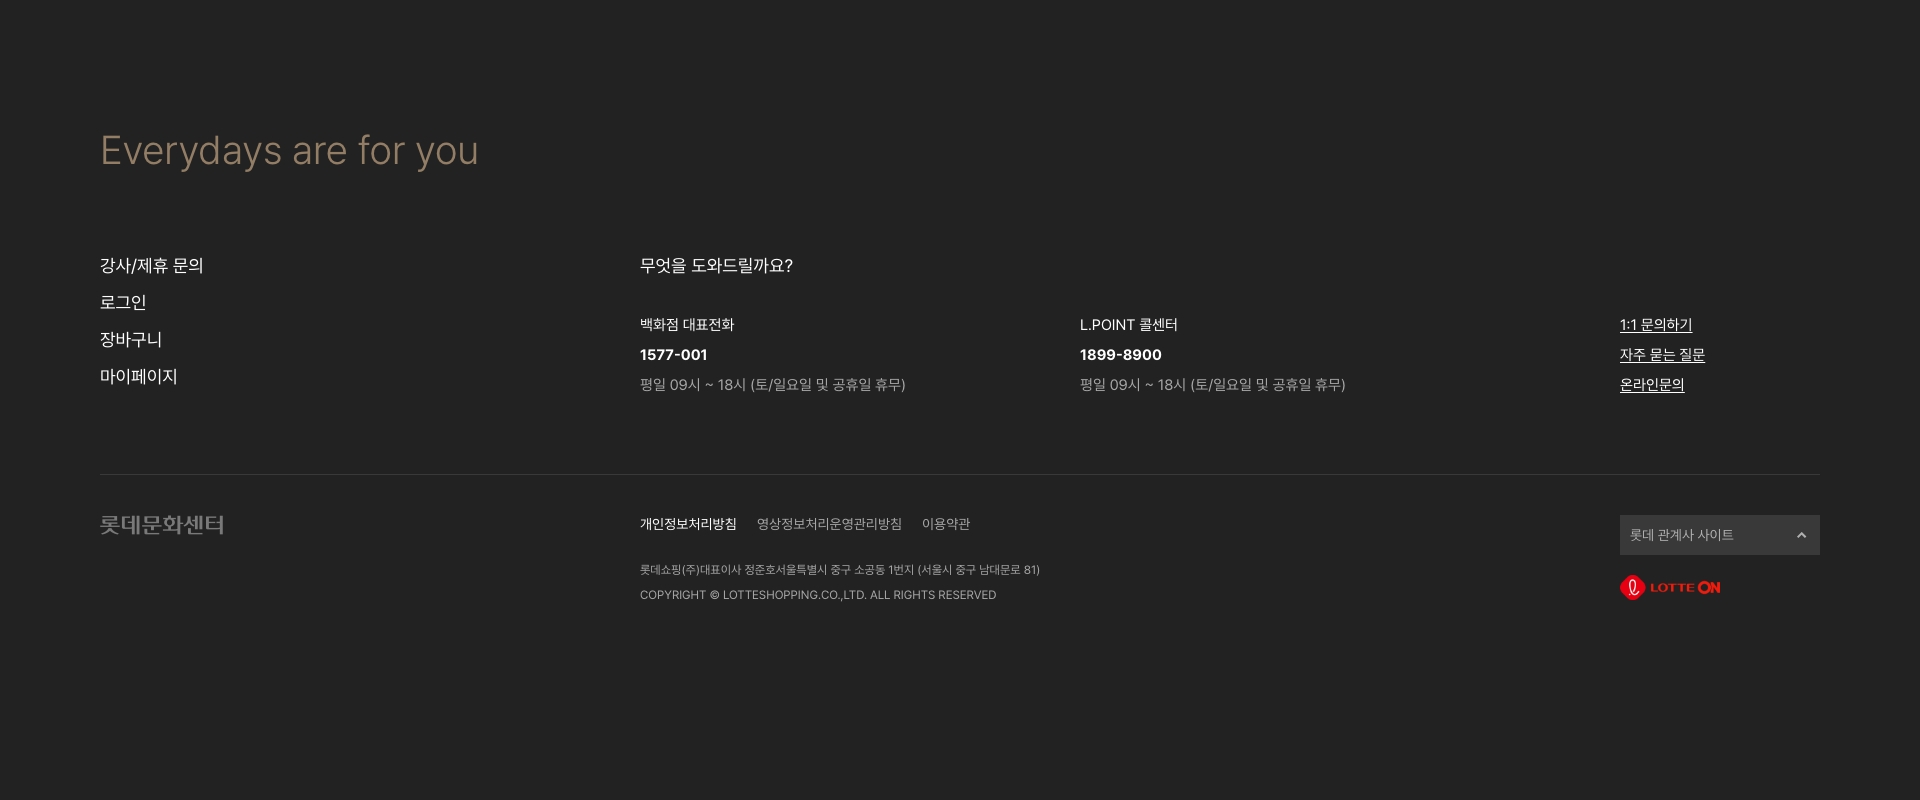 Everydays are for you
강사/제휴 문의
로그인
장바구니
마이페이지
무엇을 도와드릴까요?
백화점 대표전화
1577-001
평일 09시 ~ 18시 (토/일요일 및 공휴일 휴무)
L.POINT 콜센터
1899-8900
평일 09시 ~ 18시 (토/일요일 및 공휴일 휴무)
1:1 문의하기
자주 묻는 질문
온라인문의
롯데문화센터
개인정보처리방침 영상정보처리운영관리방침 이용약관
롯데쇼핑(주)대표이사 정준호서울특별시 중구 소공동 1번지 (서울시 중구 남대문로 81)
COPYRIGHT © LOTTESHOPPING.CO.,LTD. ALL RIGHTS RESERVED
롯데 관계사 사이트
LOTTE ON